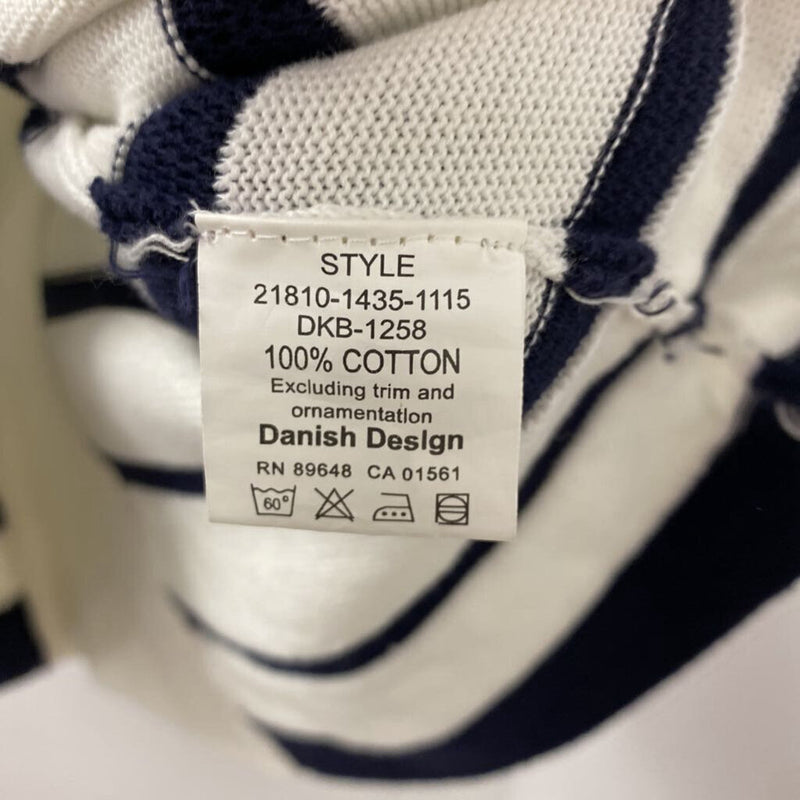 STYLE
21810-1435-1115
DKB-1258
100% COTTON
Excluding trim and
ornamentation
Danish Design
RN 89648 CA 01561
60°